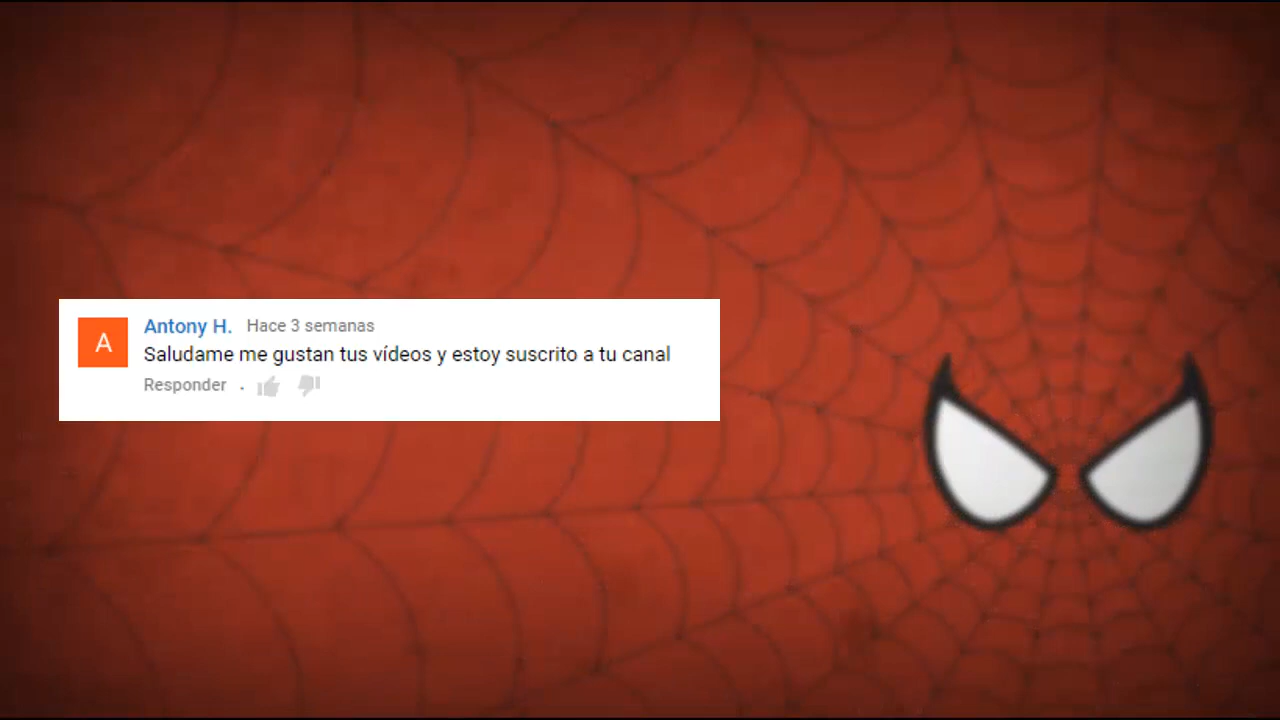 A
Antony H. Hace 3 semanas
Saludame me gustan tus vídeos y estoy suscrito a tu canal
Responder .